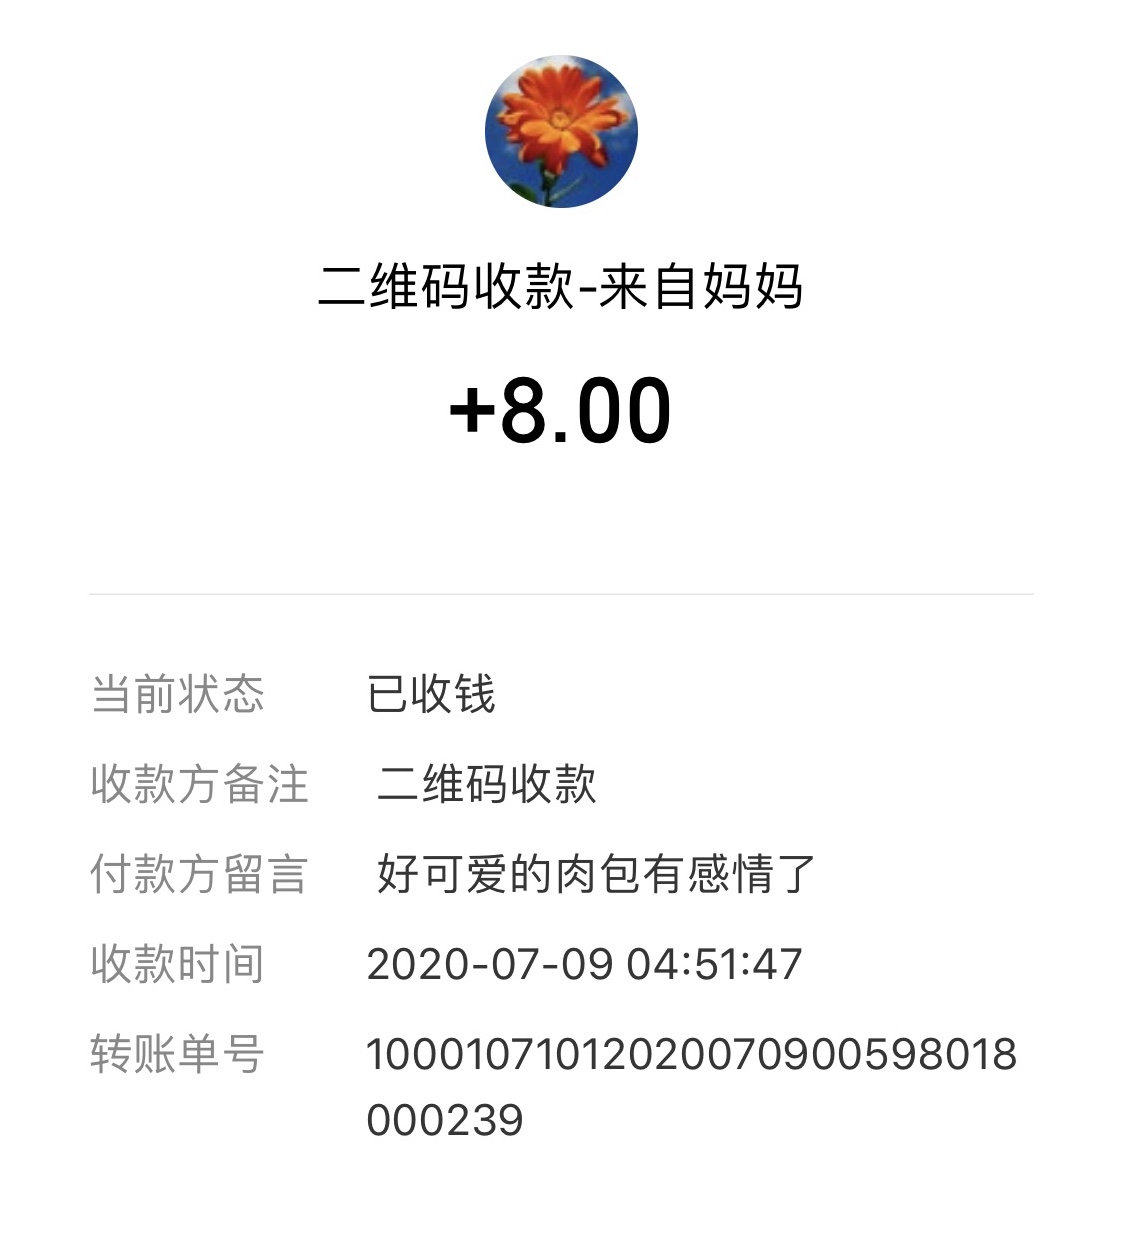 二维码收款-来自妈妈
+8.00
当前状态 已收钱
收款方备注 二维码收款
付款方留言 好可爱的肉包有感情了
收款时间 2020-07-09 04:51:47
转账单号 1000107101202007090059801​8
000239